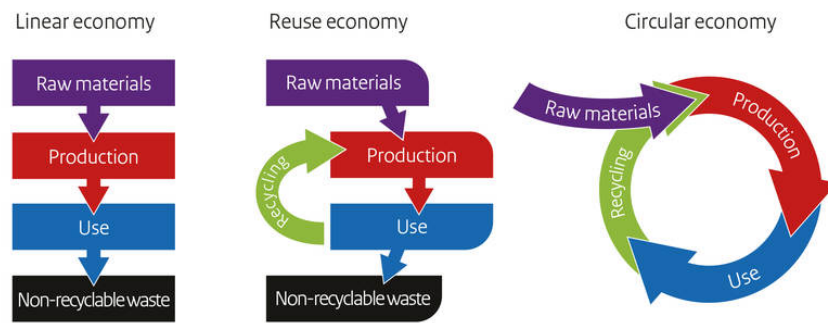 Linear economy
Raw materials
Production
Use
Non-recyclable waste
Reuse economy
Raw materials
Production
Recycling
Use
Non-recyclable waste
Circular economy
Raw materials
Production
Recycling
Use